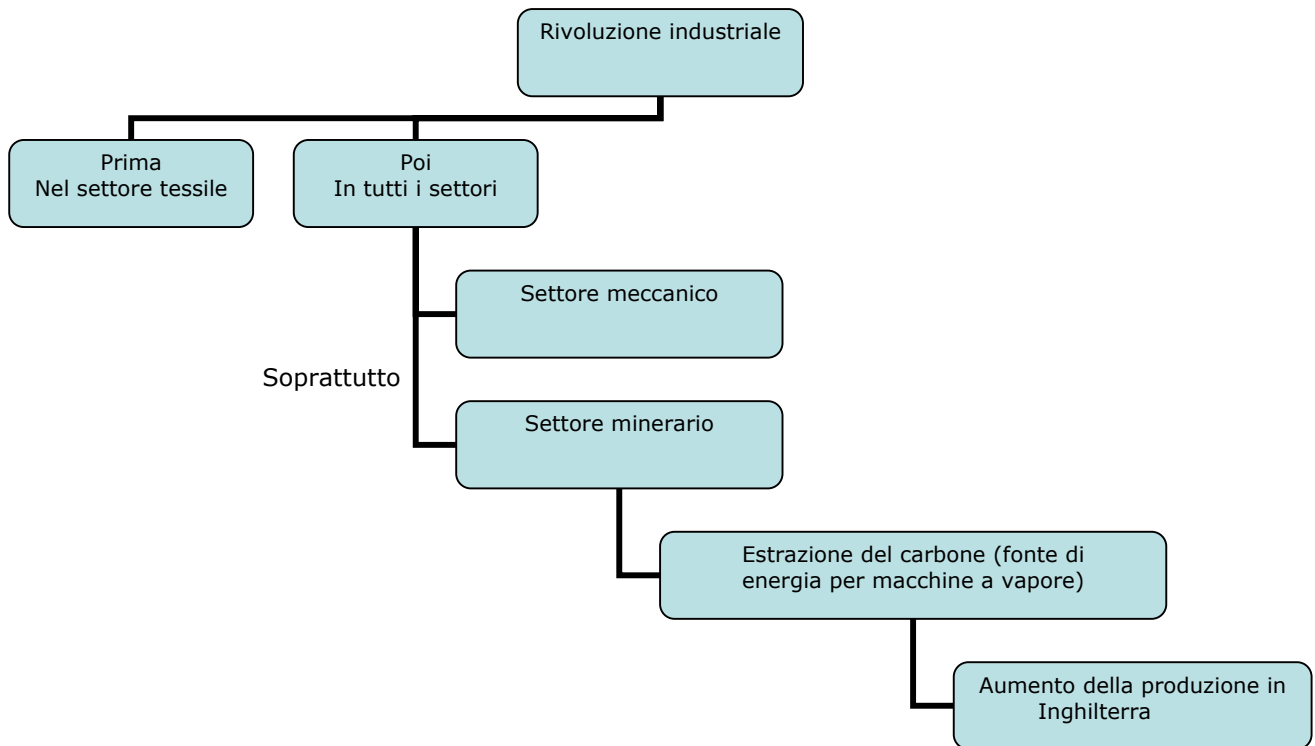 Rivoluzione industriale
Prima
Nel settore tessile
Poi
In tutti i settori
Settore meccanico
Soprattutto
Settore minerario
Estrazione del carbone (fonte di
energia per macchine a vapore)
Aumento della produzione in
Inghilterra